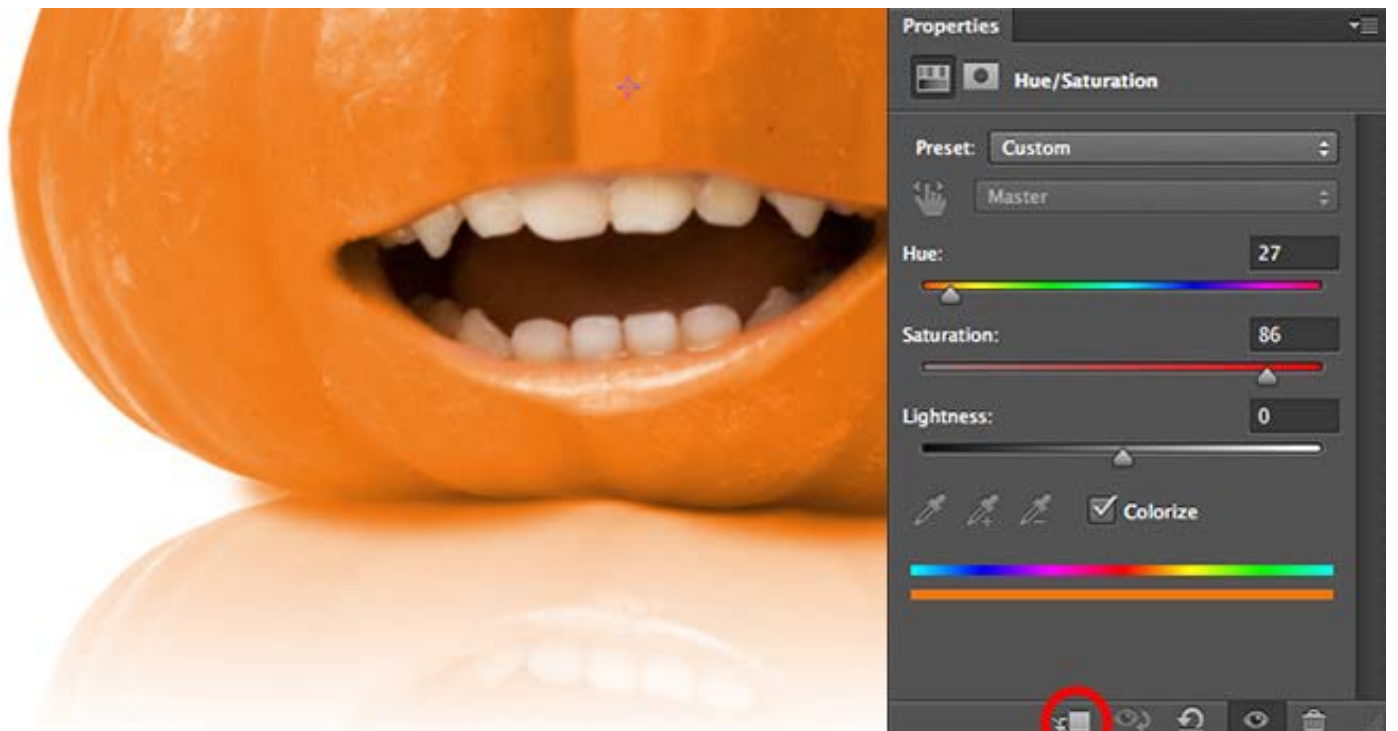 Properties
Hue/Saturation
Preset: Custom
Master
Hue: 27
Saturation: 86
Lightness: 0
Colorize